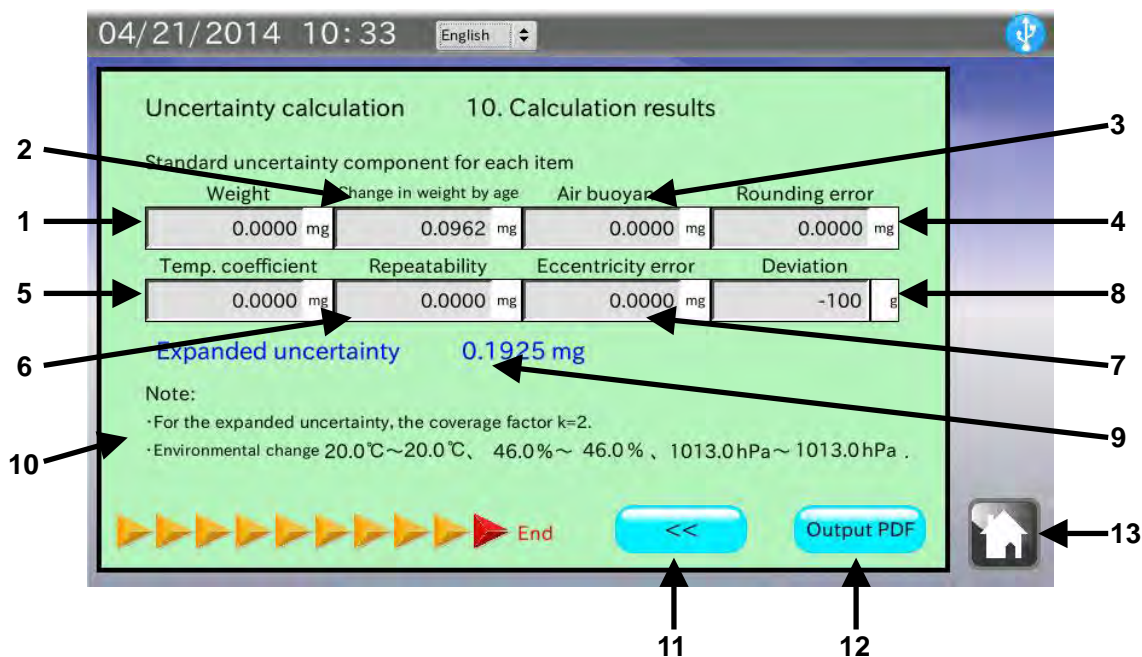 04/21/2014 10:33 English
Uncertainty calculation 10. Calculation results
3
2
Standard uncertainty component for each item
Weight Change in weight by age Air buoyan Rounding error
1 0.0000 mg 0.0962 mg 0.0000 mg 0.0000 mg 4
Temp. coefficient Repeatability Eccentricity error Deviation
5 0.0000 mg 0.0000 mg 0.0000 mg -100 g 8
6 Expanded uncertainty 0.1925 mg 7
Note:
・For the expanded uncertainty, the coverage factor k=2.
9
10 ・Environmental change 20.0℃～20.0℃、 46.0%～ 46.0% 、 1013.0hPa～ 1013.0hPa .
End << Output PDF 13
11 12